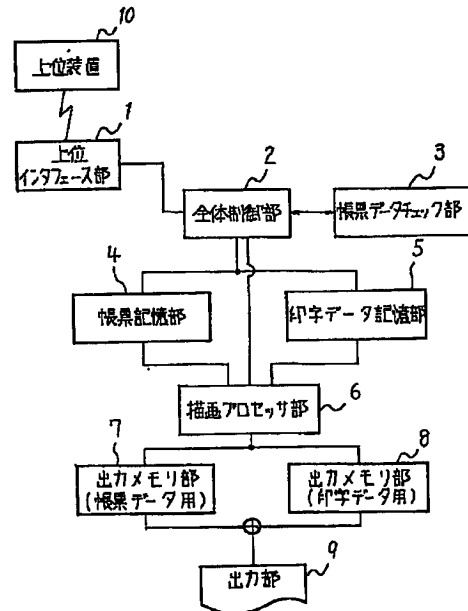 10
上位装置
1
上位
インタフェース部
2
全体制御部
3
帳票データチェック部
4
帳票記憶部
5
印字データ記憶部
描画プロセッサ部
6
7
出力メモリ部
(帳票データ用)
8
出力メモリ部
(印字データ用)
9
出力部